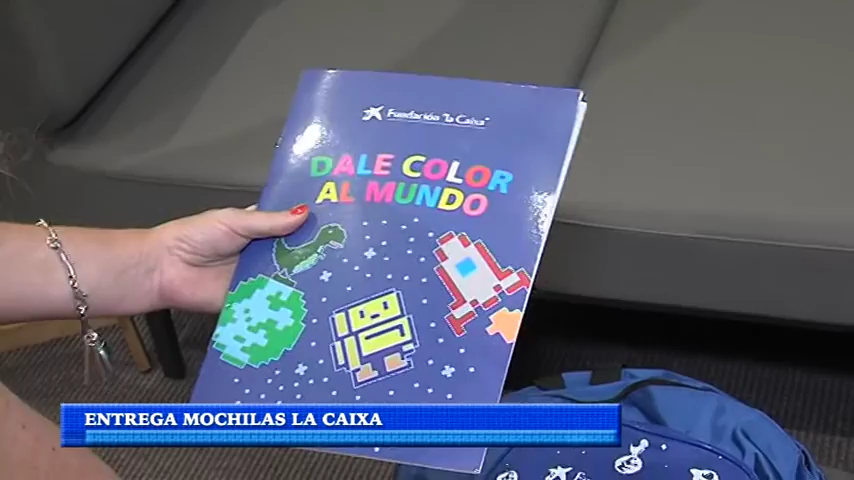 Fundación "la Caixa"
DALE COLOR
AL MUNDO
ENTREGA MOCHILAS LA CAIXA